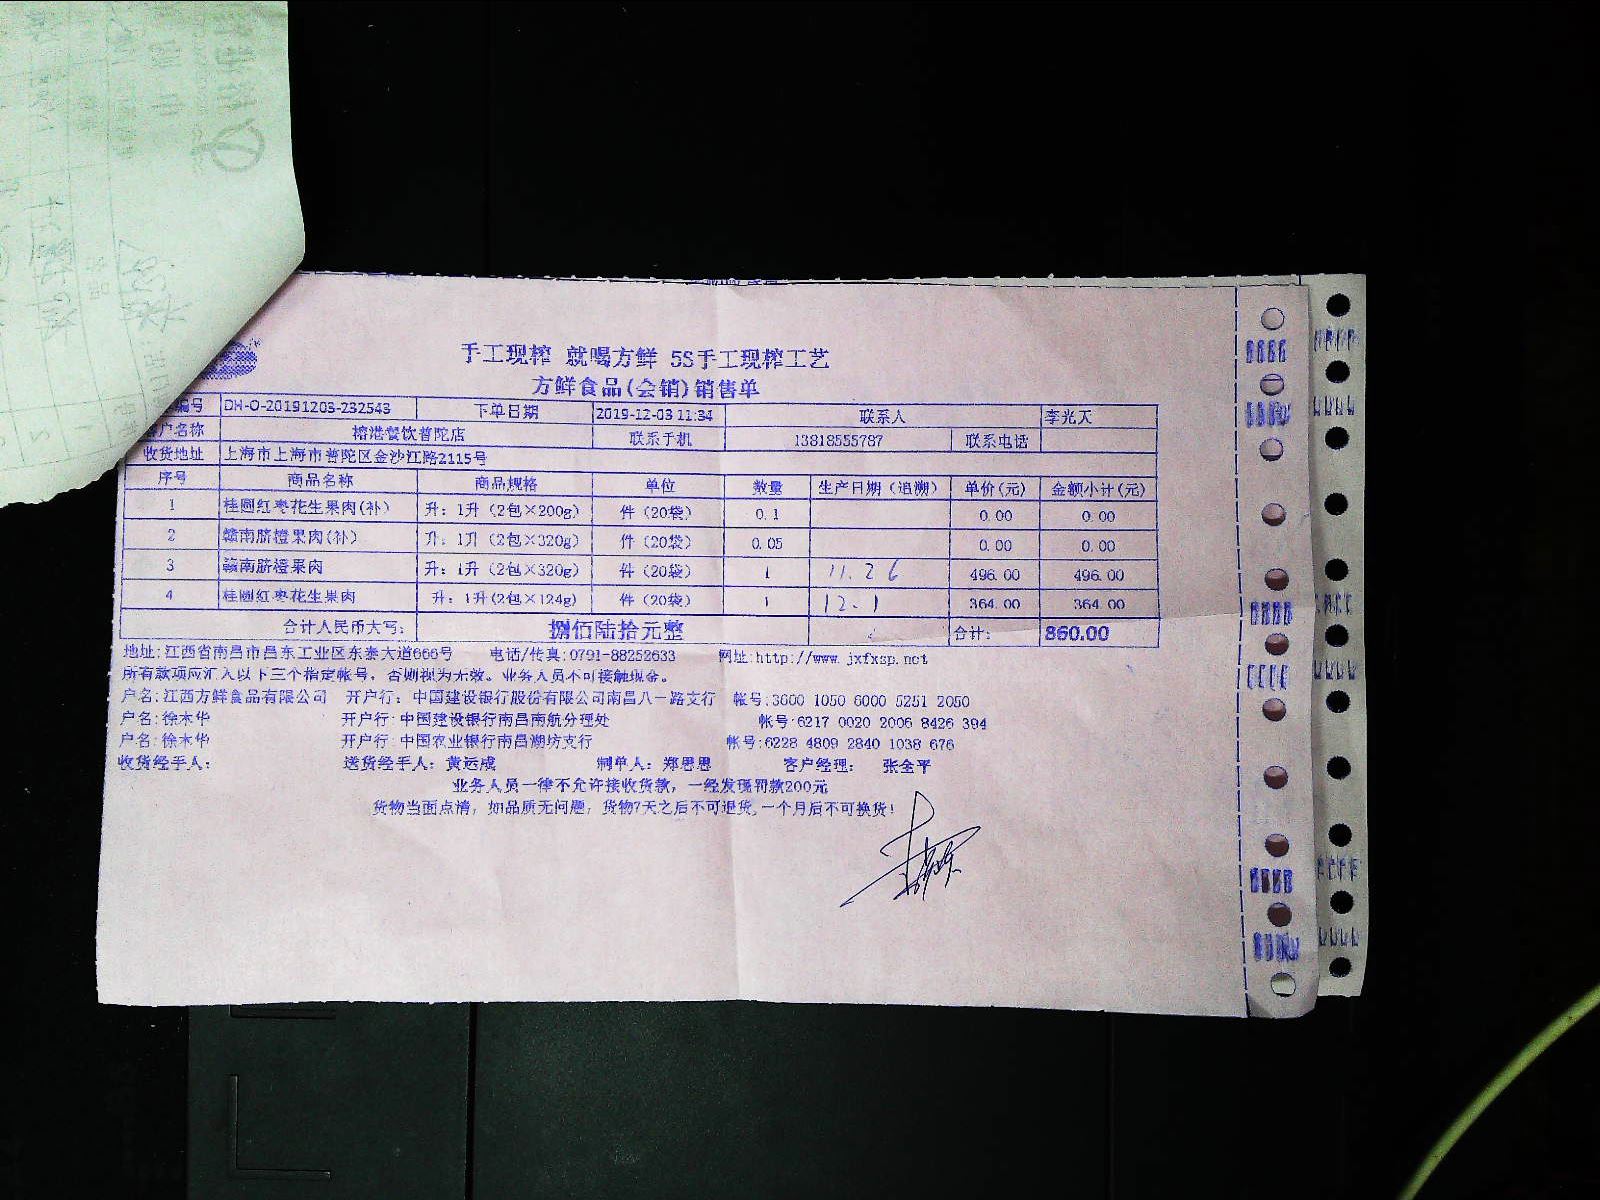 手工现榨 就喝方鲜 5S手工现榨工艺
方鲜食品(会销)销售单
编号 DH-O-20191203-232543 下单日期 2019-12-03 11:34 联系人 李光天
客户名称 榕港餐饮普陀店 联系手机 13818555787 联系电话
收货地址 上海市上海市普陀区金沙江路2115号
序号 商品名称 商品规格 单位 数量 生产日期（追溯） 单价(元) 金额小计(元)
1 桂圆红枣花生果肉(补) 升: 1升 (2包×200g) 件 (20袋) 0.1 0.00 0.00
2 赣南脐橙果肉(补) 升: 1升 (2包×320g) 件 (20袋) 0.05 0.00 0.00
3 赣南脐橙果肉 升: 1升 (2包×320g) 件 (20袋) 1 11.26 496.00 496.00
4 桂圆红枣花生果肉 升: 1升(2包×124g) 件 (20袋) 1 12.1 364.00 364.00
合计人民币大写: 捌佰陆拾元整 合计: 860.00
地址:江西省南昌市昌东工业区东泰大道666号 电话/传真:0791-88252633 网址:http://www.jxfxsp.net
所有款项应汇入以下三个指定帐号，否则视为无效。业务人员不可接触现金。
户名:江西方鲜食品有限公司 开户行: 中国建设银行股份有限公司南昌八一路支行 帐号:3600 1050 6000 5251 2050
户名:徐木华 开户行:中国建设银行南昌南航分理处 帐号:6217 0020 2006 8426 394
户名:徐木华 开户行:中国农业银行南昌湖坊支行 帐号:6228 4809 2840 1038 676
收货经手人: 送货经手人: 黄运成 制单人: 郑思思 客户经理: 张全平
业务人员一律不允许接收货款，一经发现罚款200元
货物当面点清，如品质无问题，货物7天之后不可退货,一个月后不可换货!